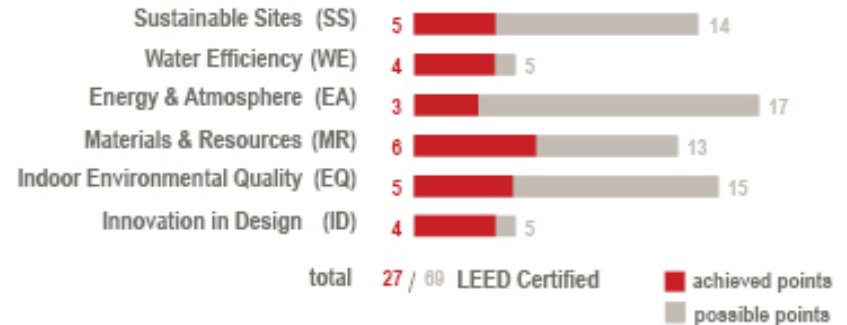 Sustainable Sites (SS) 5 14
Water Efficiency (WE) 4 5
Energy & Atmosphere (EA) 3 17
Materials & Resources (MR) 6 13
Indoor Environmental Quality (EQ) 5 15
Innovation in Design (ID) 4 5
total 27 / 69 LEED Certified
achieved points
possible points